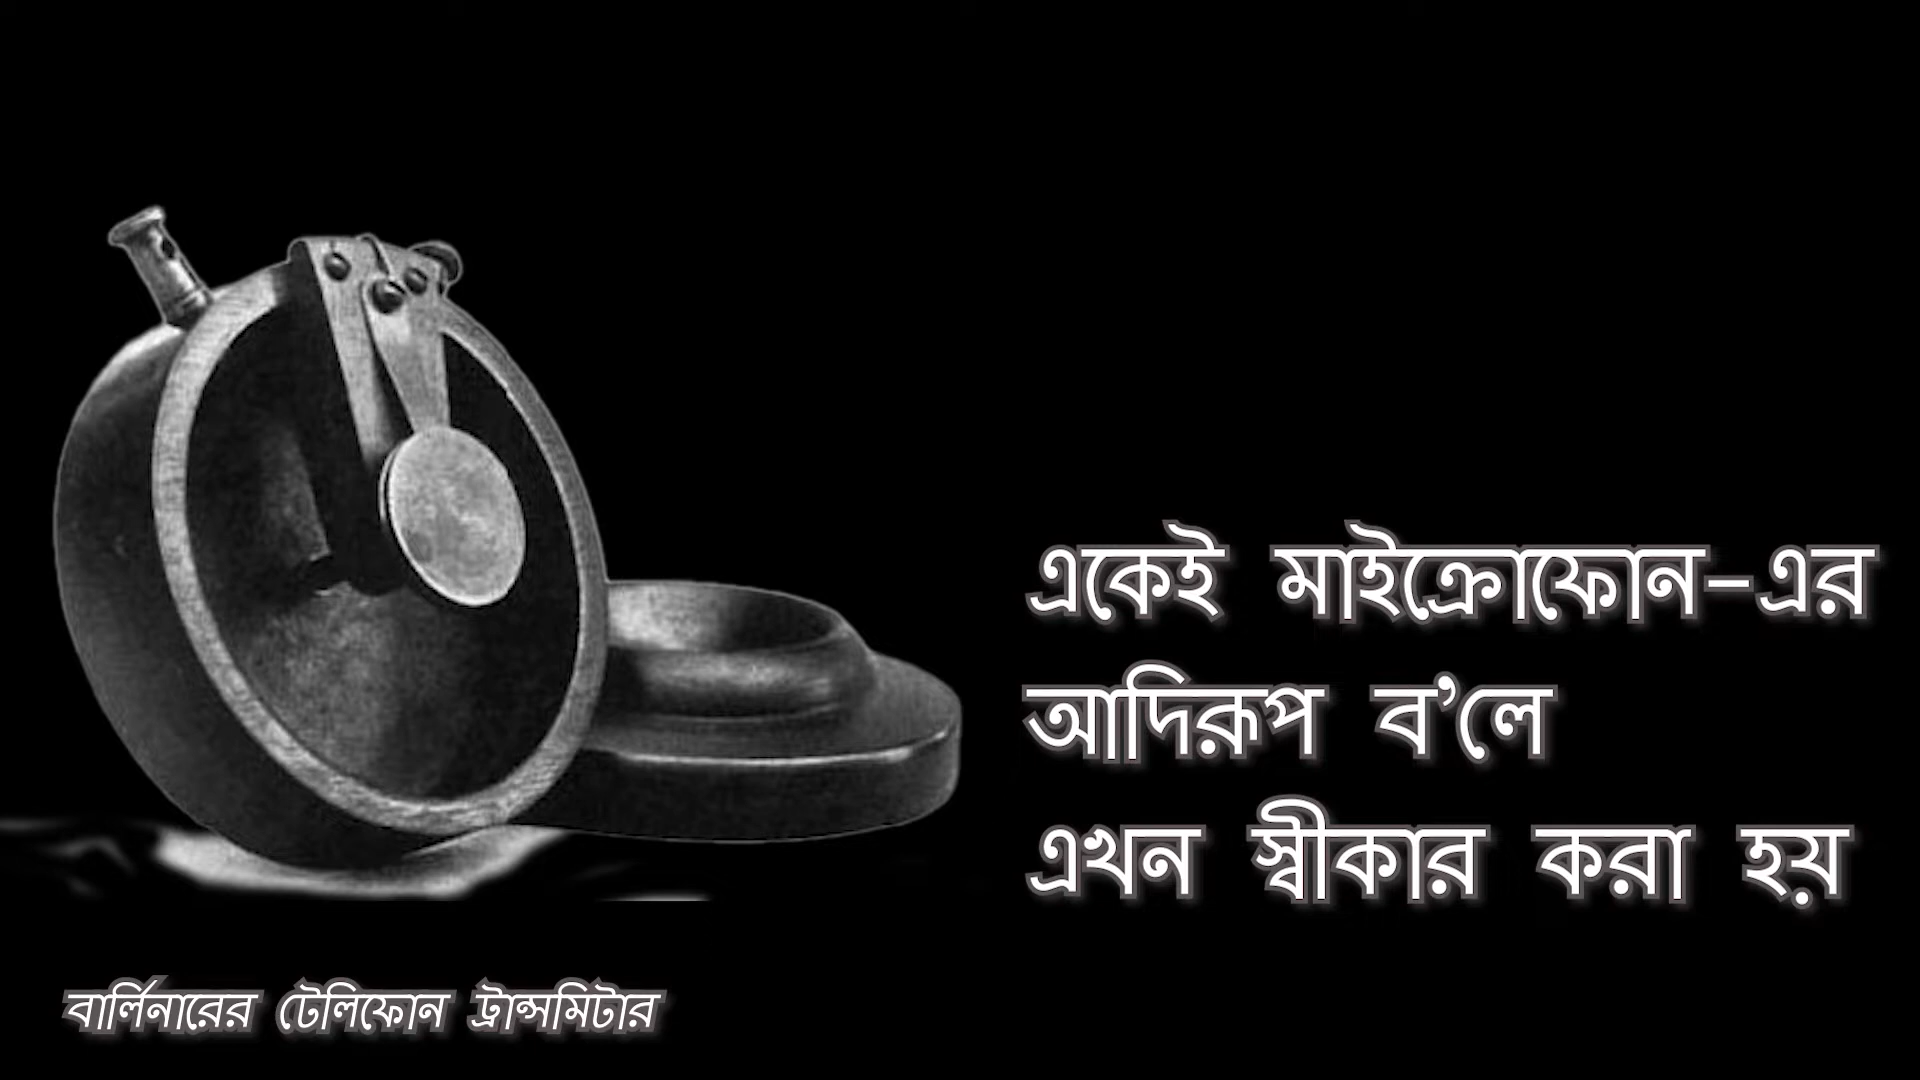 একেই মাইক্রোফোন-এর
আদিরূপ ব’লে
এখন স্বীকার করা হয়
বার্লিনারের টেলিফোন ট্রান্সমিটার